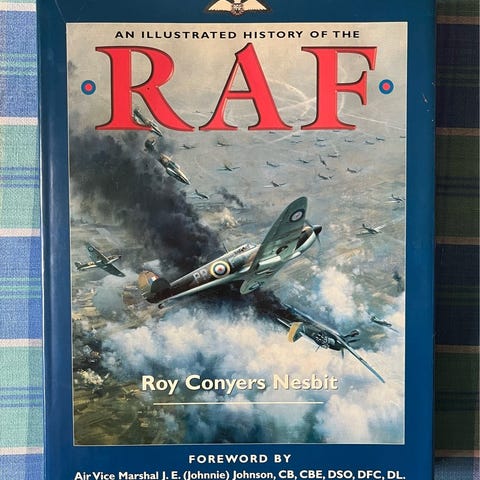 AN ILLUSTRATED HISTORY OF THE
RAF
Roy Conyers Nesbit
FOREWORD BY
Air Vice Marshal J. E. (Johnnie) Johnson, CB, CBE, DSO, DFC, DL.